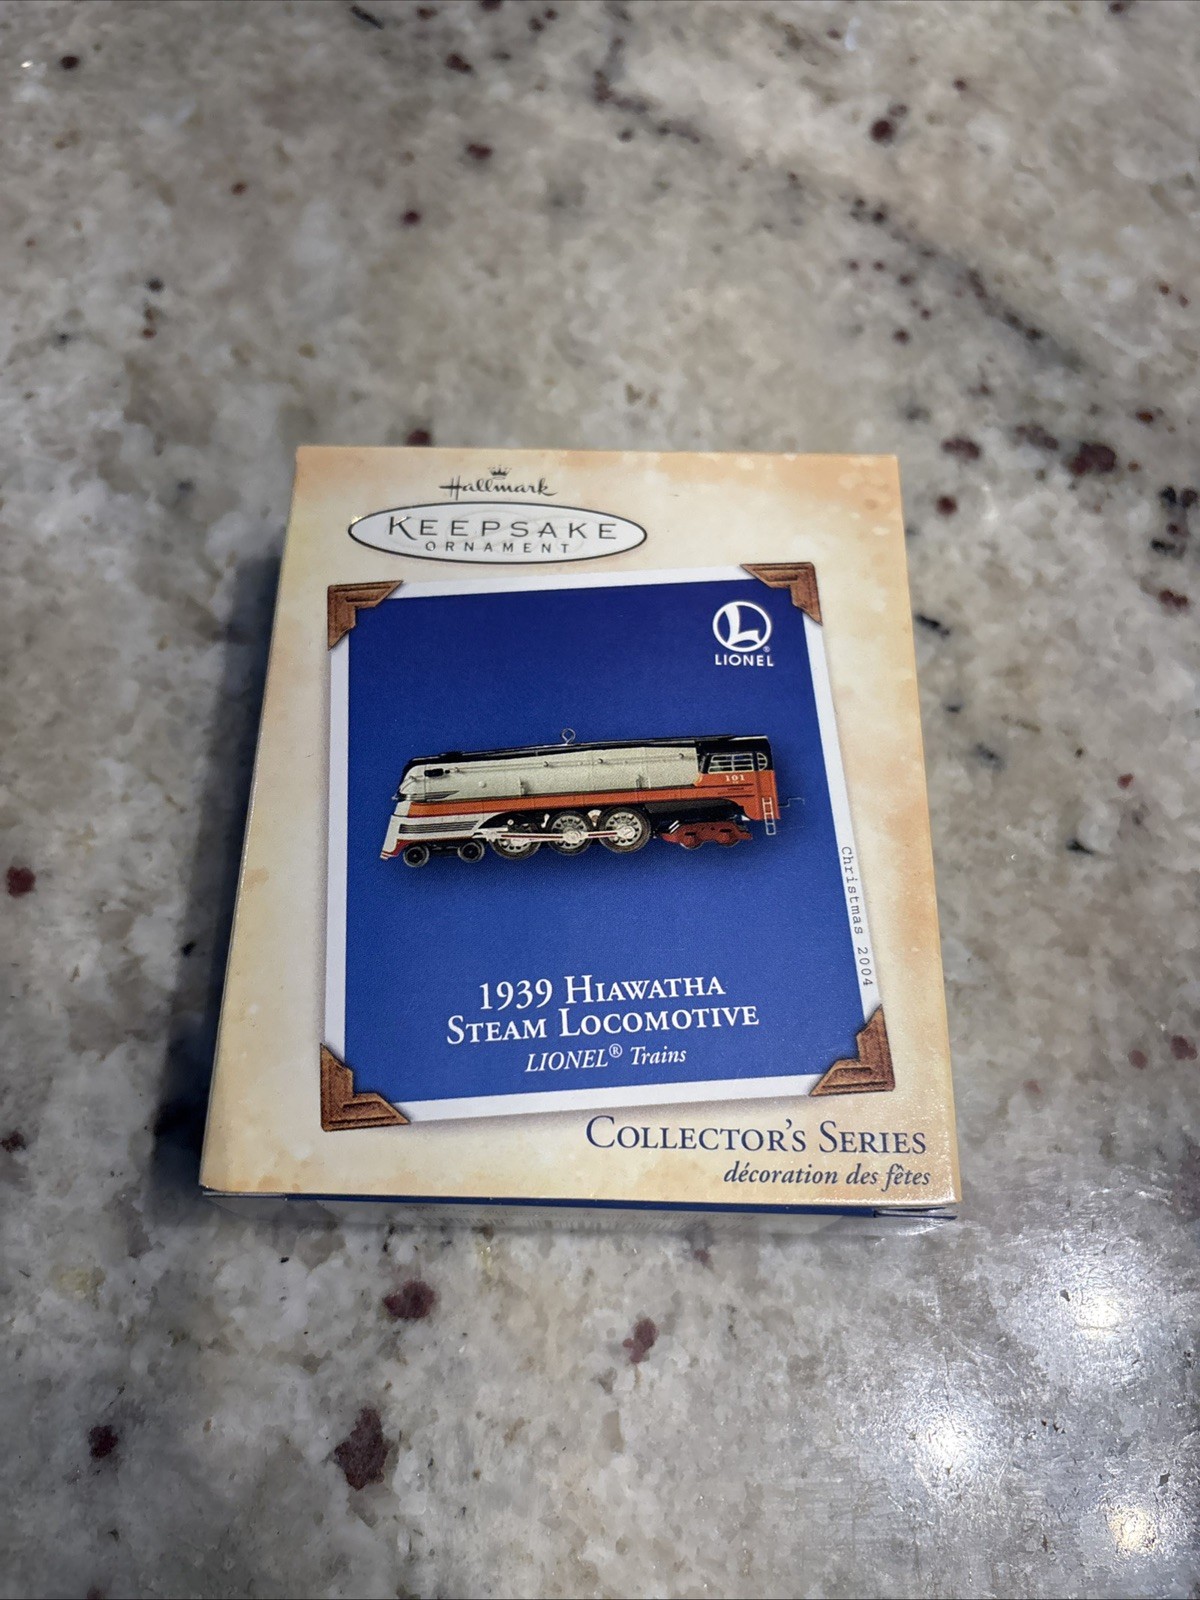 Hallmark
KEEPSAKE
ORNAMENT
L
LIONEL®
101
Christmas 2004
1939 HIAWATHA
STEAM LOCOMOTIVE
LIONEL® Trains
COLLECTOR'S SERIES
décoration des fêtes